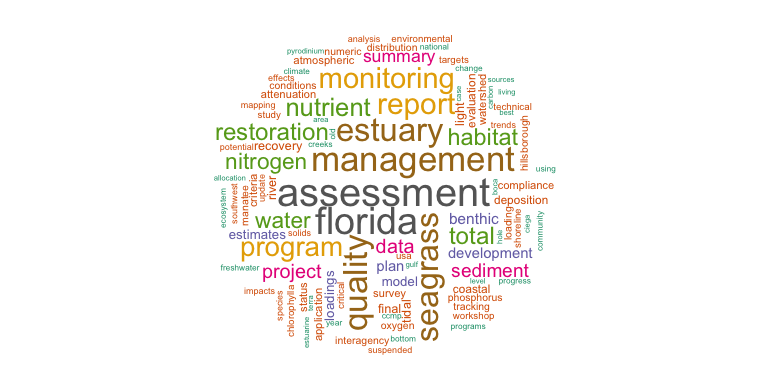 analysis environmental
pyrodinium numeric distribution national
atmospheric summary targets
climate change
effects monitoring sources
conditions case light evaluation watershed carbon living
attenuation nutrient report technical
mapping area best
study restoration old estuary habitat trends
potential recovery creeks hillsborough
nitrogen management using
allocation river assessment boca compliance
ecosystem southwest manatee criteria update deposition
water florida benthic loading shoreline ciega community
estimates solids seagrass total hole
program quality data development
usa
freshwater project plan gulf sediment
impacts loadings model level progress
species chlorophylla status terra critical survey coastal
estuarine application final tidal phosphorus
year ccmp tracking
oxygen workshop
interagency bottom programs
suspended